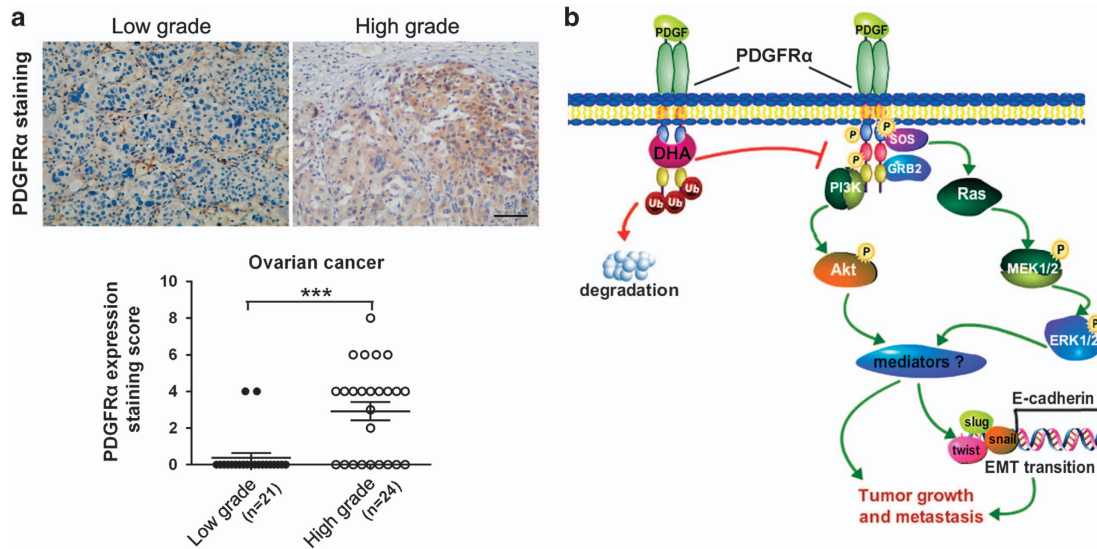 a
Low grade
High grade
PDGFRα staining
Ovarian cancer
***
PDGFRα expression
staining score
10
8
6
4
2
0
Low grade
(n=21)
High grade
(n=24)
b
PDGF
PDGF
PDGFRα
DHA
Ub
Ub
Ub
degradation
P
P
P
SOS
GRB2
PI3K
Ras
Akt
P
MEK1/2
P
ERK1/2
P
mediators ?
E-cadherin
slug
twist
snail
EMT transition
Tumor growth
and metastasis